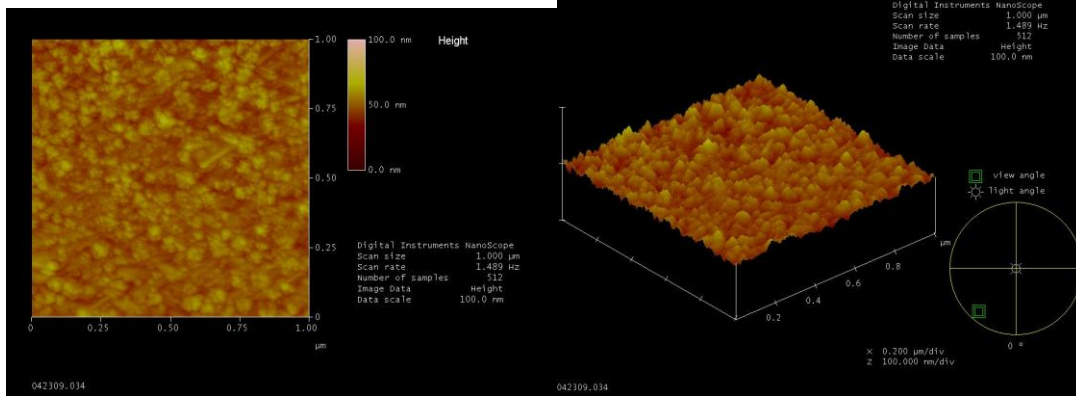 Height
1.00
0.75
0.50
0.25
0
0
0.25
0.50
0.75
1.00
µm
100.0 nm
50.0 nm
0.0 nm
Digital Instruments NanoScope
Scan size 1.000 µm
Scan rate 1.489 Hz
Number of samples 512
Image Data Height
Data scale 100.0 nm
042309.034
Digital Instruments NanoScope
Scan size 1.000 µm
Scan rate 1.489 Hz
Number of samples 512
Image Data Height
Data scale 100.0 nm
view angle
light angle
µm
0.8
0.6
0.4
0.2
X 0.200 µm/div
Z 100.000 nm/div
0 º
042309.034